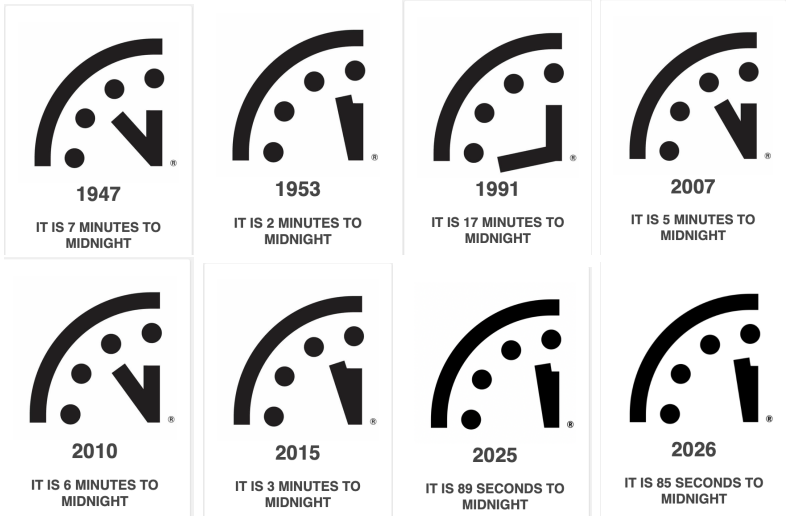 ®
1947
IT IS 7 MINUTES TO
MIDNIGHT
®
1953
IT IS 2 MINUTES TO
MIDNIGHT
®
1991
IT IS 17 MINUTES TO
MIDNIGHT
®
2007
IT IS 5 MINUTES TO
MIDNIGHT
®
2010
IT IS 6 MINUTES TO
MIDNIGHT
®
2015
IT IS 3 MINUTES TO
MIDNIGHT
®
2025
IT IS 89 SECONDS TO
MIDNIGHT
®
2026
IT IS 85 SECONDS TO
MIDNIGHT